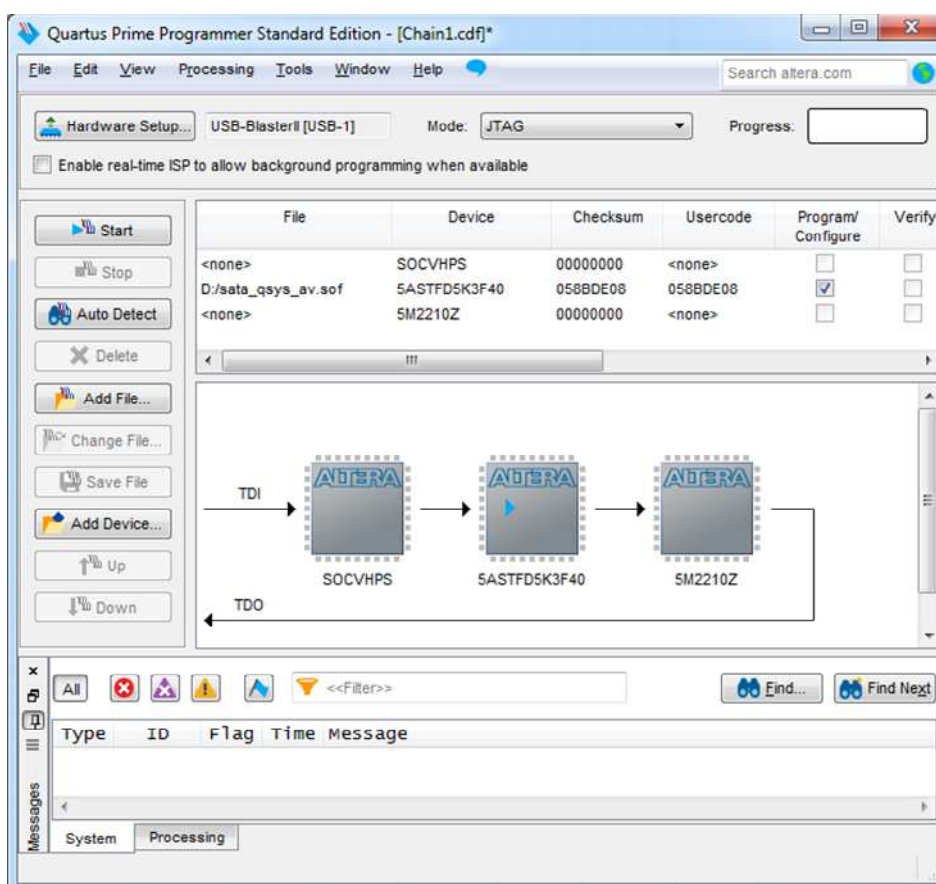 Quartus Prime Programmer Standard Edition - [Chain1.cdf]*
File Edit View Processing Tools Window Help Search altera.com
Hardware Setup... USB-BlasterII [USB-1] Mode: JTAG Progress:
Enable real-time ISP to allow background programming when available
File Device Checksum Usercode Program/ Verify
Configure
<none> SOCVHPS 00000000 <none>
D:/sata_qsys_av.sof 5ASTFD5K3F40 058BDE08 058BDE08
<none> 5M2210Z 00000000 <none>
Start
Stop
Auto Detect
Delete
Add File...
Change File...
Save File
Add Device...
Up
Down
ALTERA ALTERA ALTERA
TDI
SOCVHPS 5ASTFD5K3F40 5M2210Z
TDO
All <<Filter>> Find... Find Next
Type ID Flag Time Message
Messages
System Processing